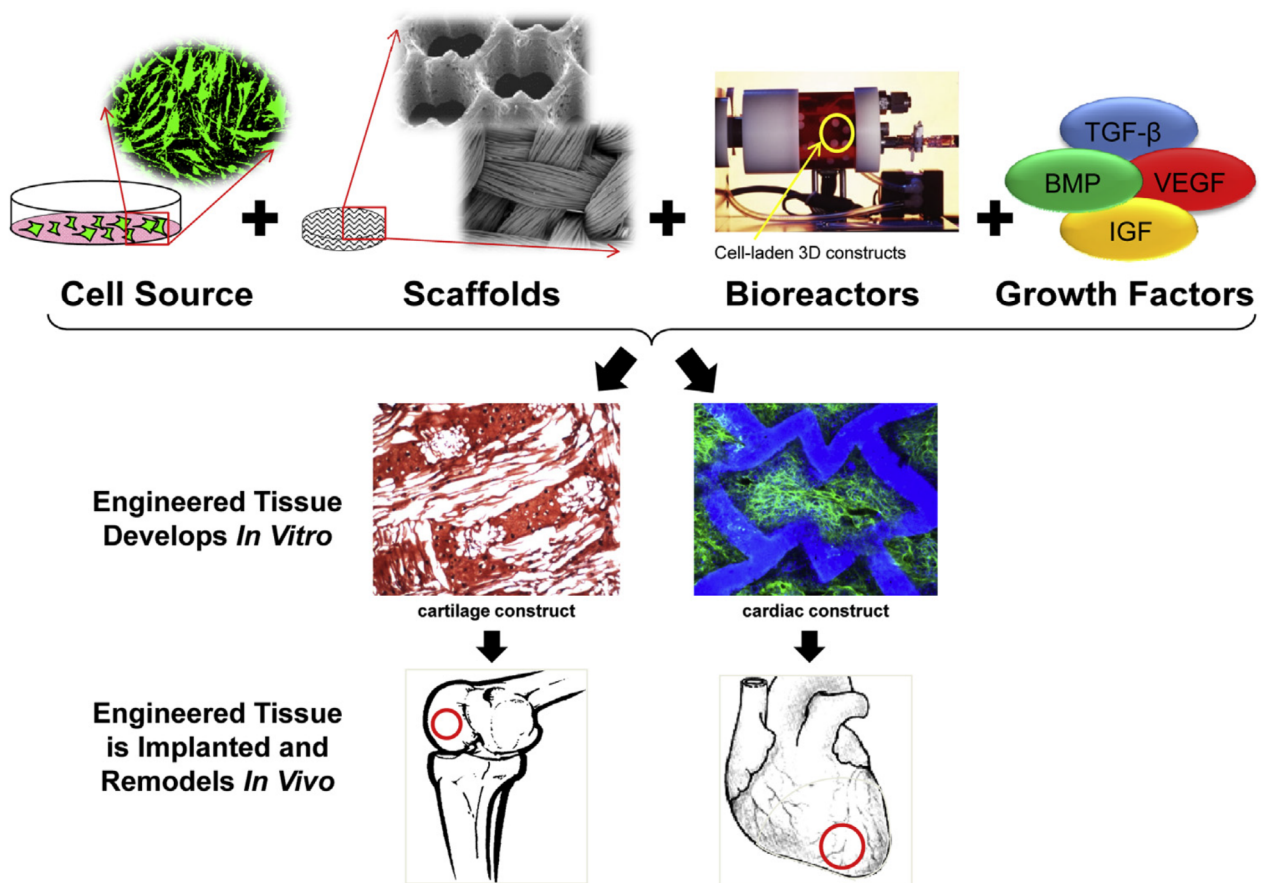 TGF-β
BMP
VEGF
IGF
Cell-laden 3D constructs
Cell Source
Scaffolds
Bioreactors
Growth Factors
Engineered Tissue
Develops In Vitro
cartilage construct
cardiac construct
Engineered Tissue
is Implanted and
Remodels In Vivo